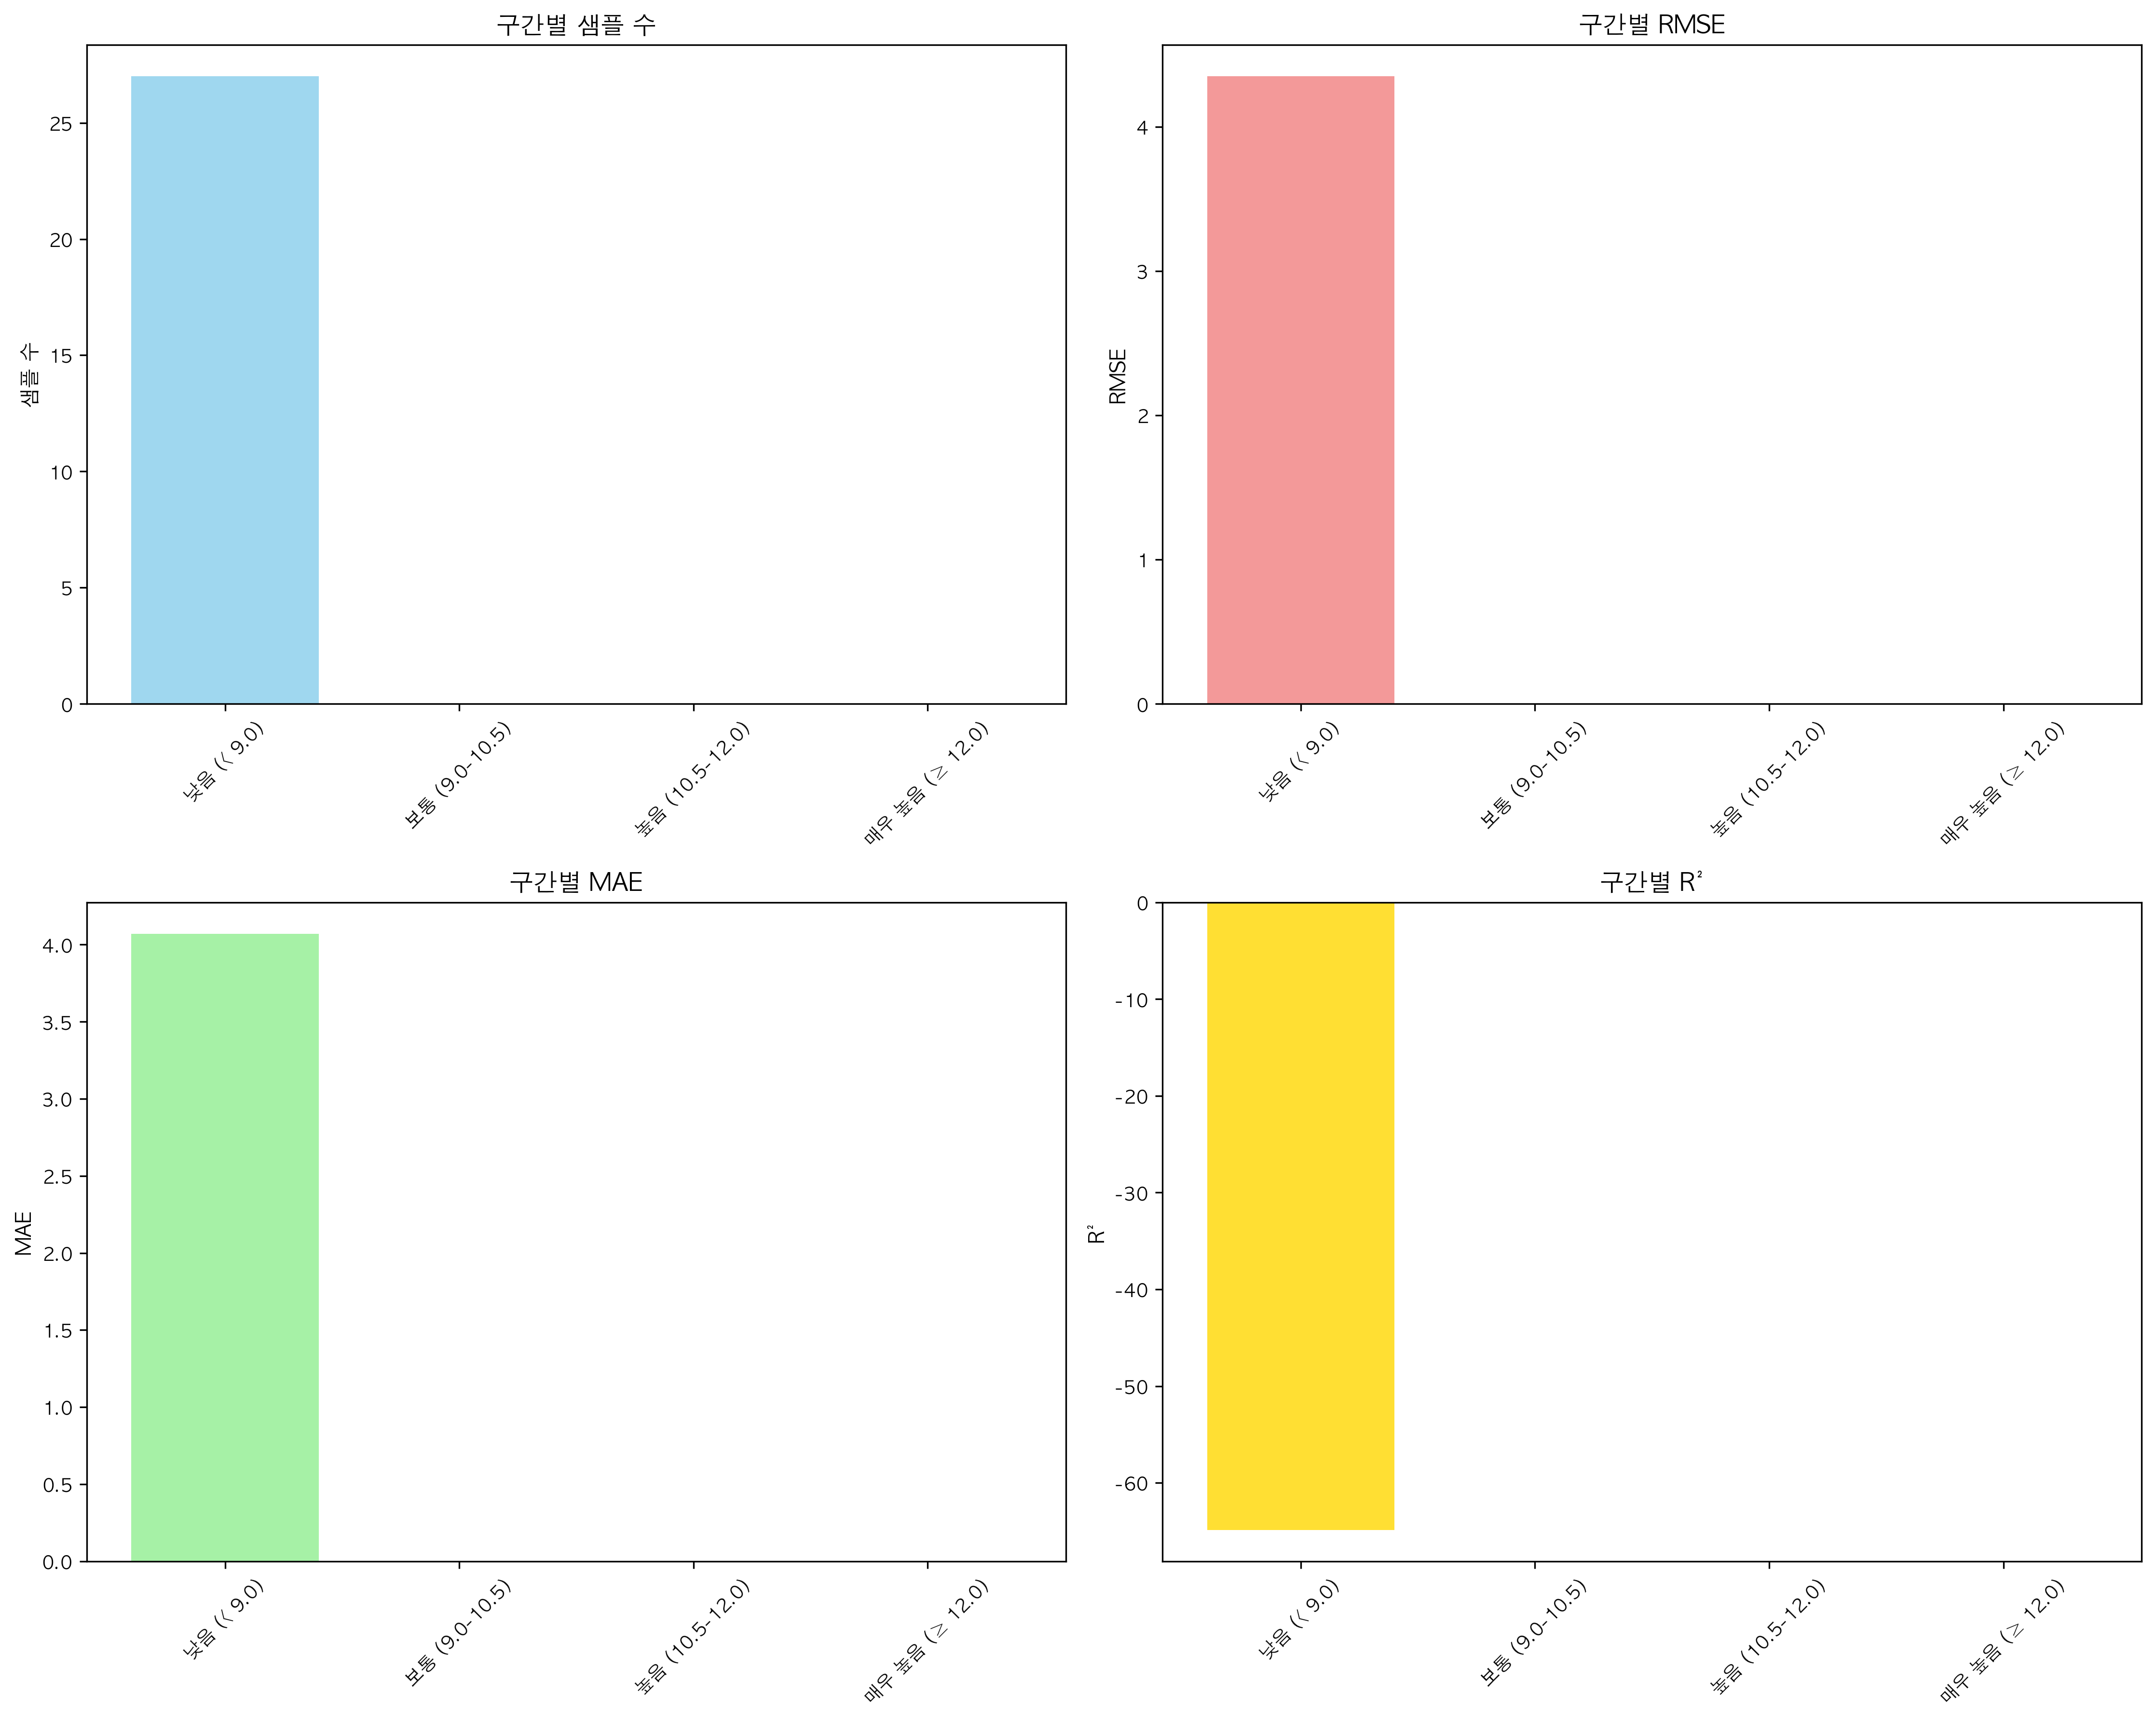 구간별 샘플 수
샘플 수
25
20
15
10
5
0
낮음 (< 9.0)
보통 (9.0-10.5)
높음 (10.5-12.0)
매우 높음 (≥ 12.0)
구간별 RMSE
RMSE
4
3
2
1
0
낮음 (< 9.0)
보통 (9.0-10.5)
높음 (10.5-12.0)
매우 높음 (≥ 12.0)
구간별 MAE
MAE
4.0
3.5
3.0
2.5
2.0
1.5
1.0
0.5
0.0
낮음 (< 9.0)
보통 (9.0-10.5)
높음 (10.5-12.0)
매우 높음 (≥ 12.0)
구간별 R²
R²
0
-10
-20
-30
-40
-50
-60
낮음 (< 9.0)
보통 (9.0-10.5)
높음 (10.5-12.0)
매우 높음 (≥ 12.0)